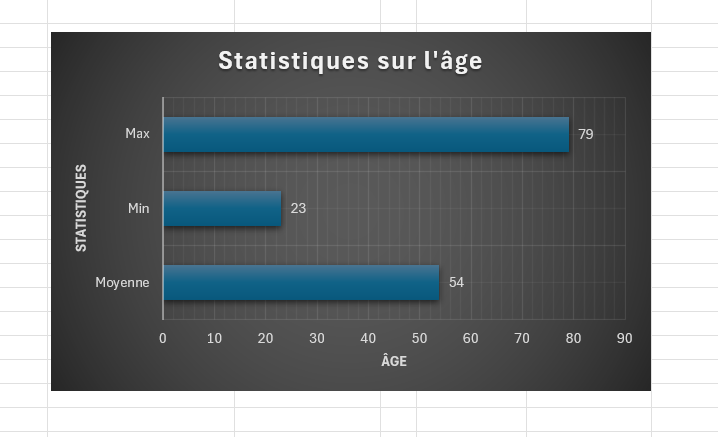 Statistiques sur l'âge
STATISTIQUES
Max
79
Min
23
Moyenne
54
0 10 20 30 40 50 60 70 80 90
ÂGE